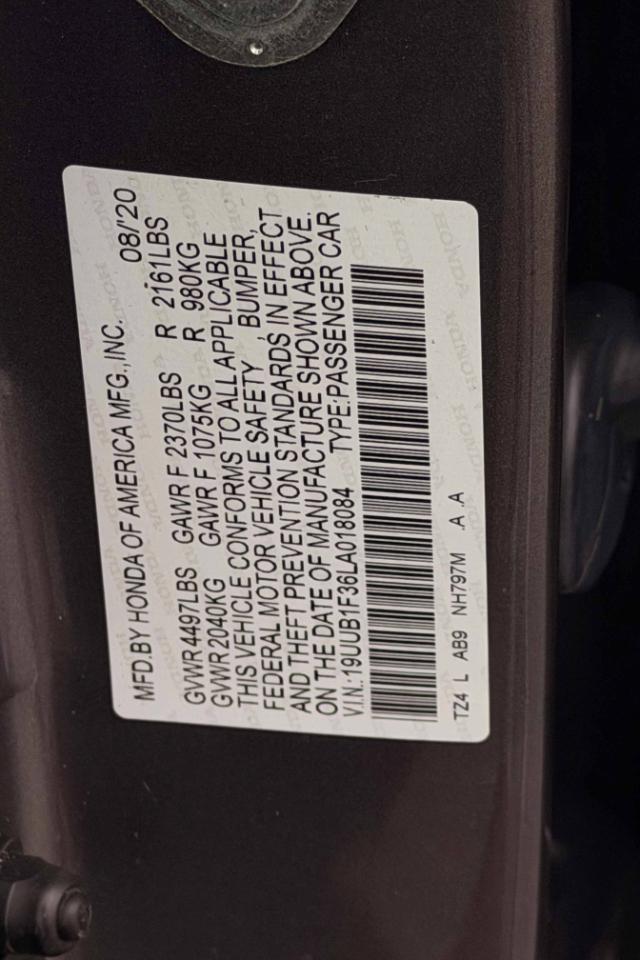 MFD.BY HONDA OF AMERICA MFG.,INC. 08/'20
GVWR 4497LBS GAWR F 2370LBS R 2161LBS
GVWR 2040KG GAWR F 1075KG R 980KG
THIS VEHICLE CONFORMS TO ALL APPLICABLE
FEDERAL MOTOR VEHICLE SAFETY, BUMPER,
AND THEFT PREVENTION STANDARDS IN EFFECT
ON THE DATE OF MANUFACTURE SHOWN ABOVE.
V.I.N.:19UUB1F36LA018084 TYPE:PASSENGER CAR
TZ4 L AB9 NH797M .A .A